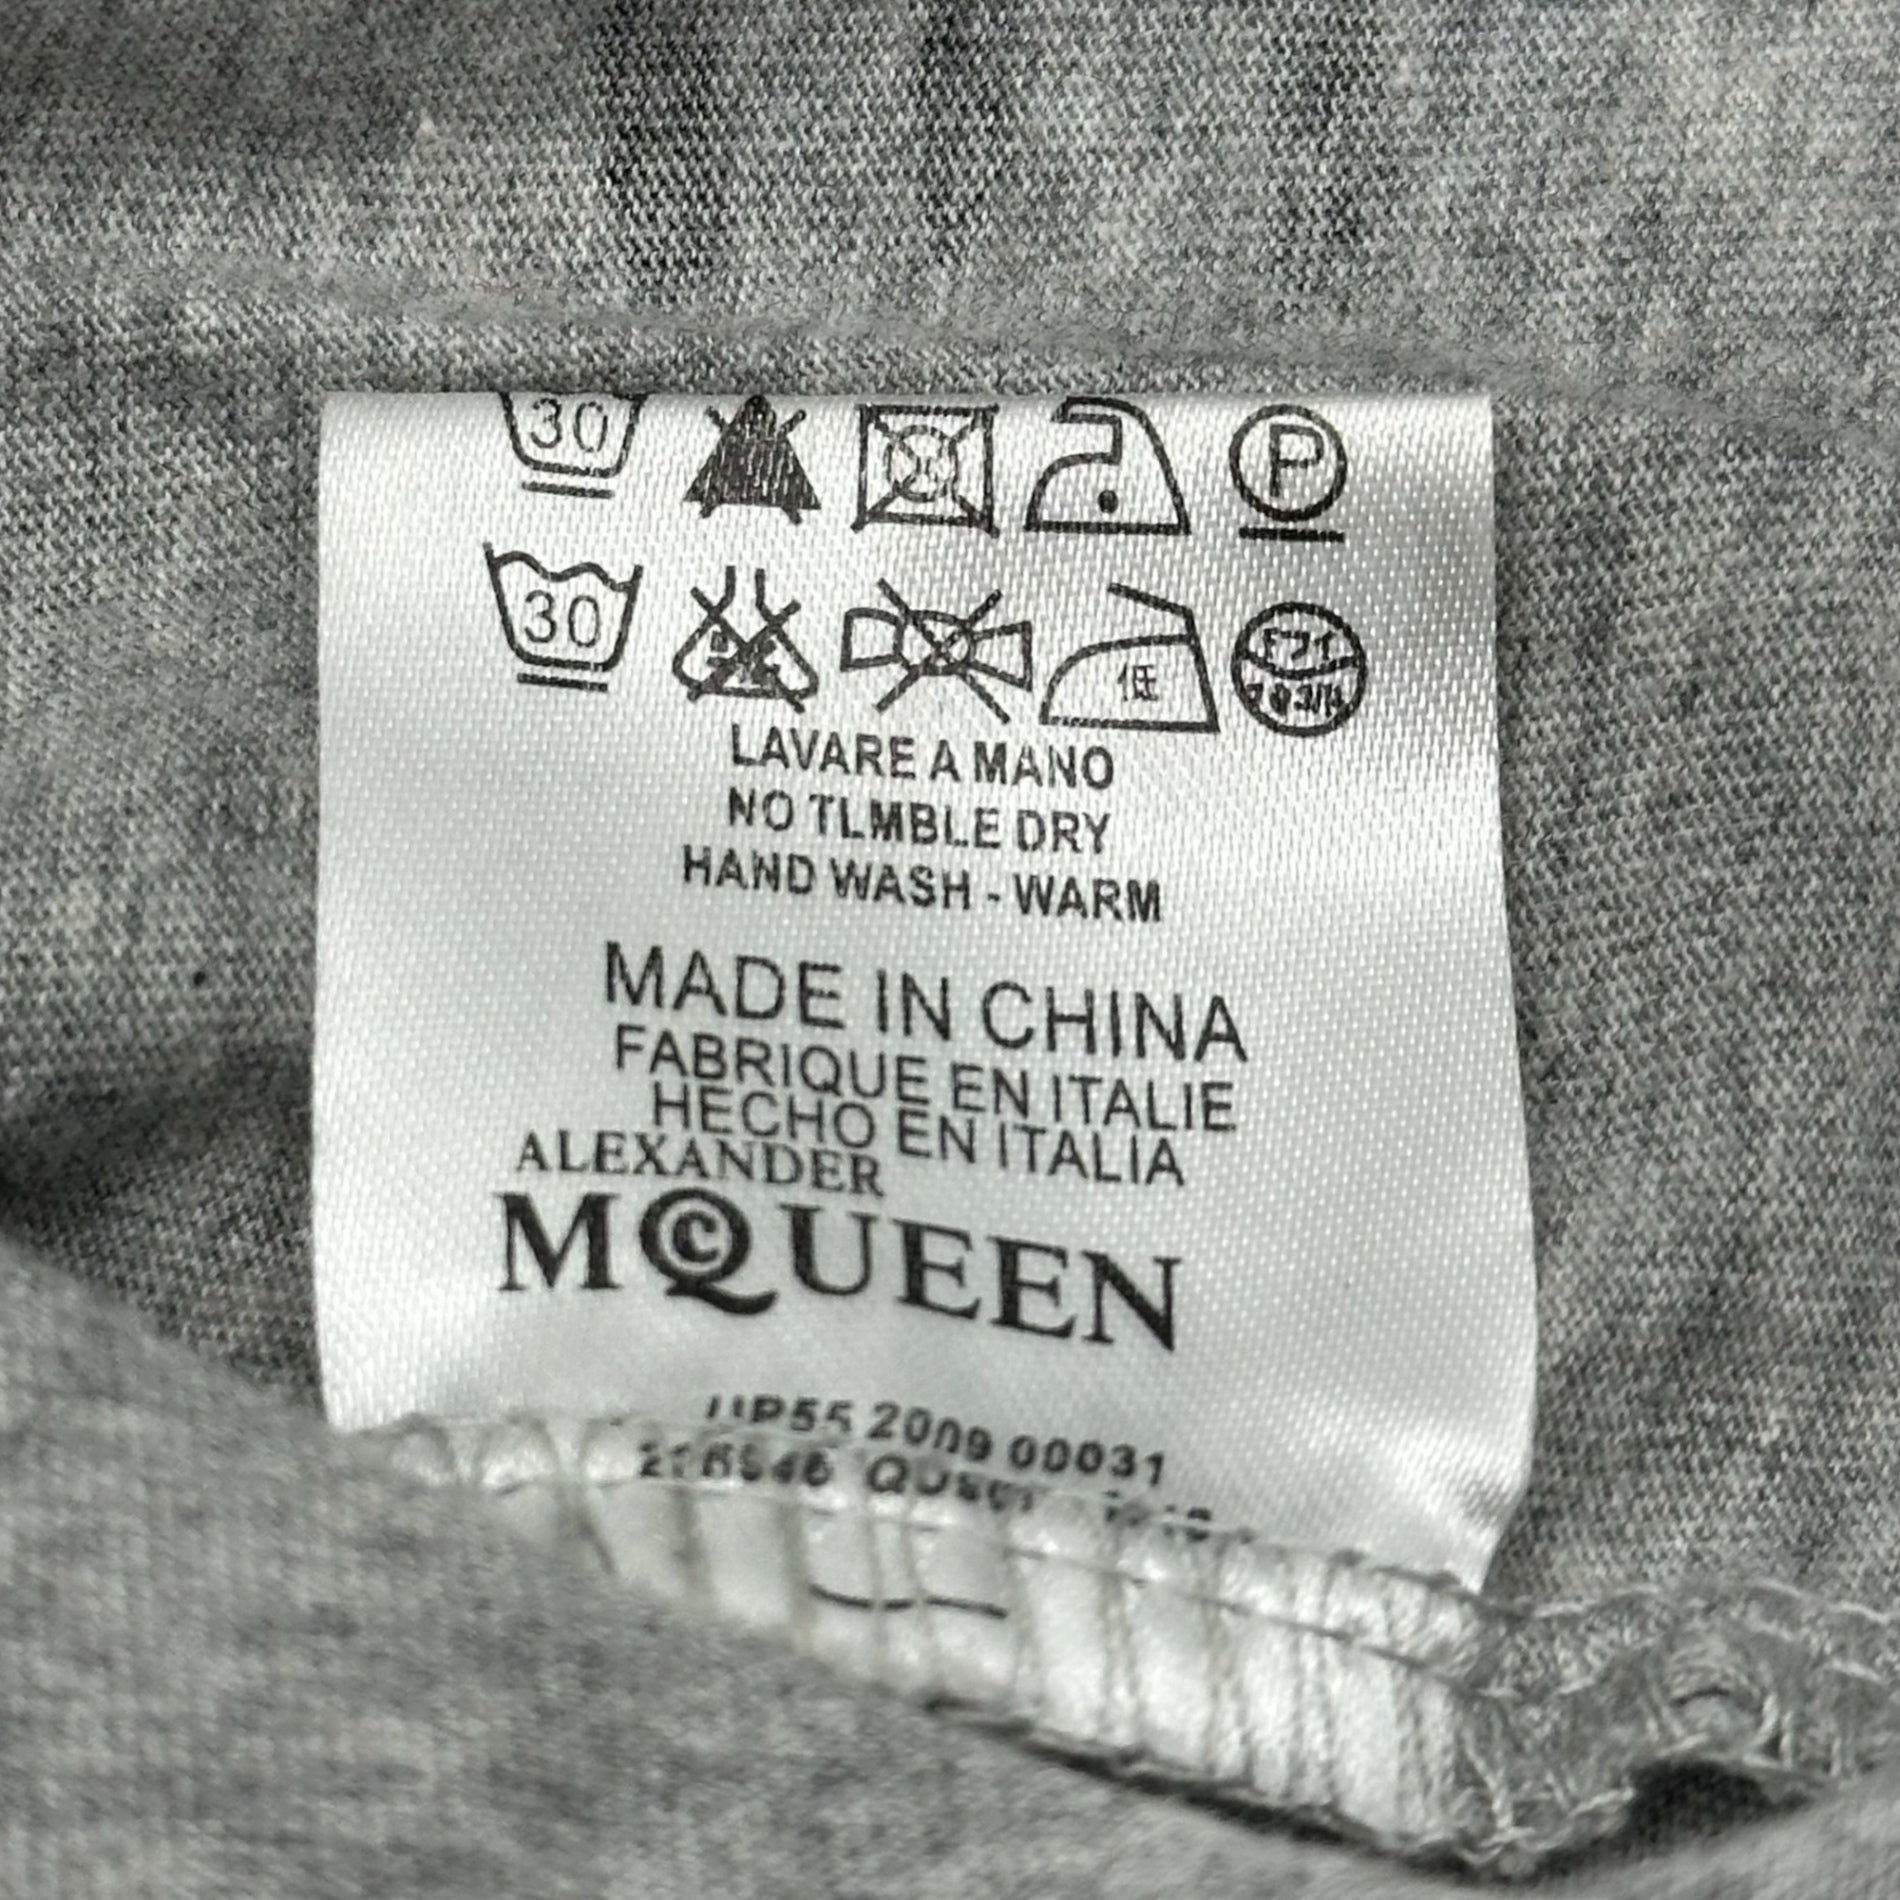 30 P
30 低
LAVARE A MANO
NO TLMBLE DRY
HAND WASH - WARM
MADE IN CHINA
FABRIQUE EN ITALIE
HECHO EN ITALIA
ALEXANDER
MCQUEEN
2009 00031